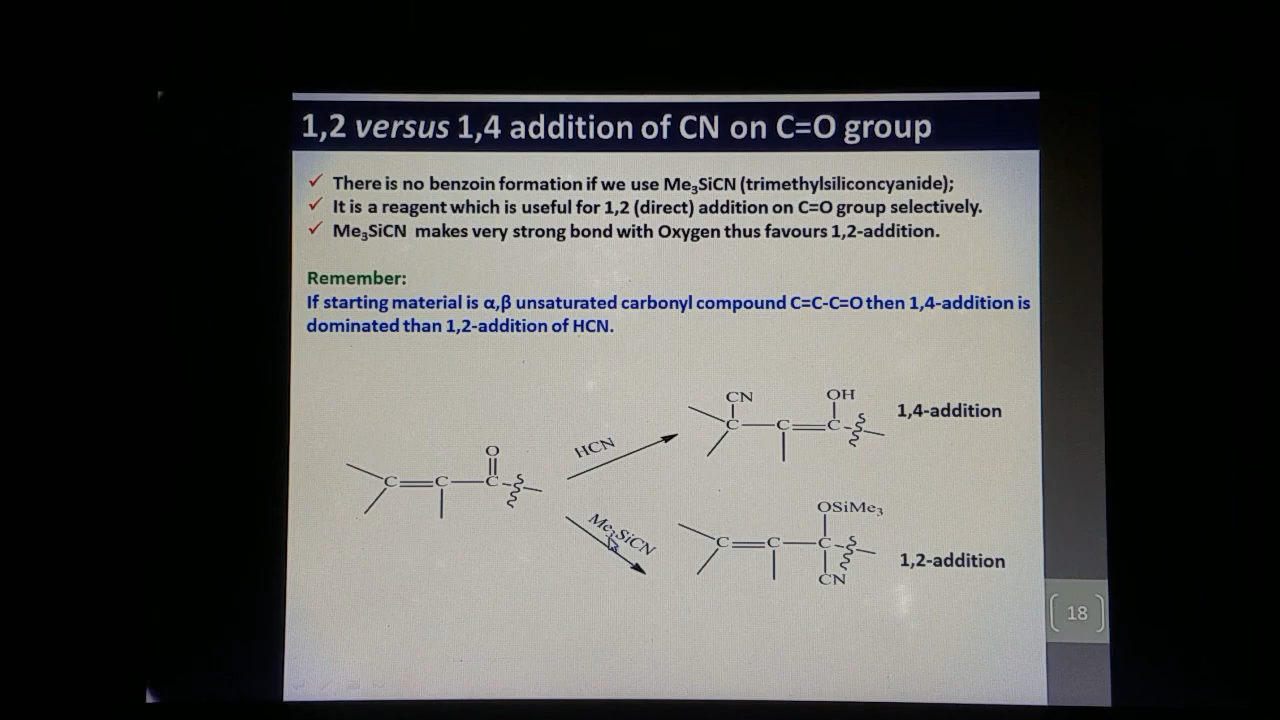 1,2 versus 1,4 addition of CN on C=O group
✓ There is no benzoin formation if we use Me₃SiCN (trimethylsiliconcyanide);
✓ It is a reagent which is useful for 1,2 (direct) addition on C=O group selectively.
✓ Me₃SiCN makes very strong bond with Oxygen thus favours 1,2-addition.
Remember:
If starting material is α,β unsaturated carbonyl compound C=C-C=O then 1,4-addition is
dominated than 1,2-addition of HCN.
CN OH
1,4-addition
C C C
HCN
O
C C C
Me₃SiCN
OSiMe₃
C C C
CN
1,2-addition
18